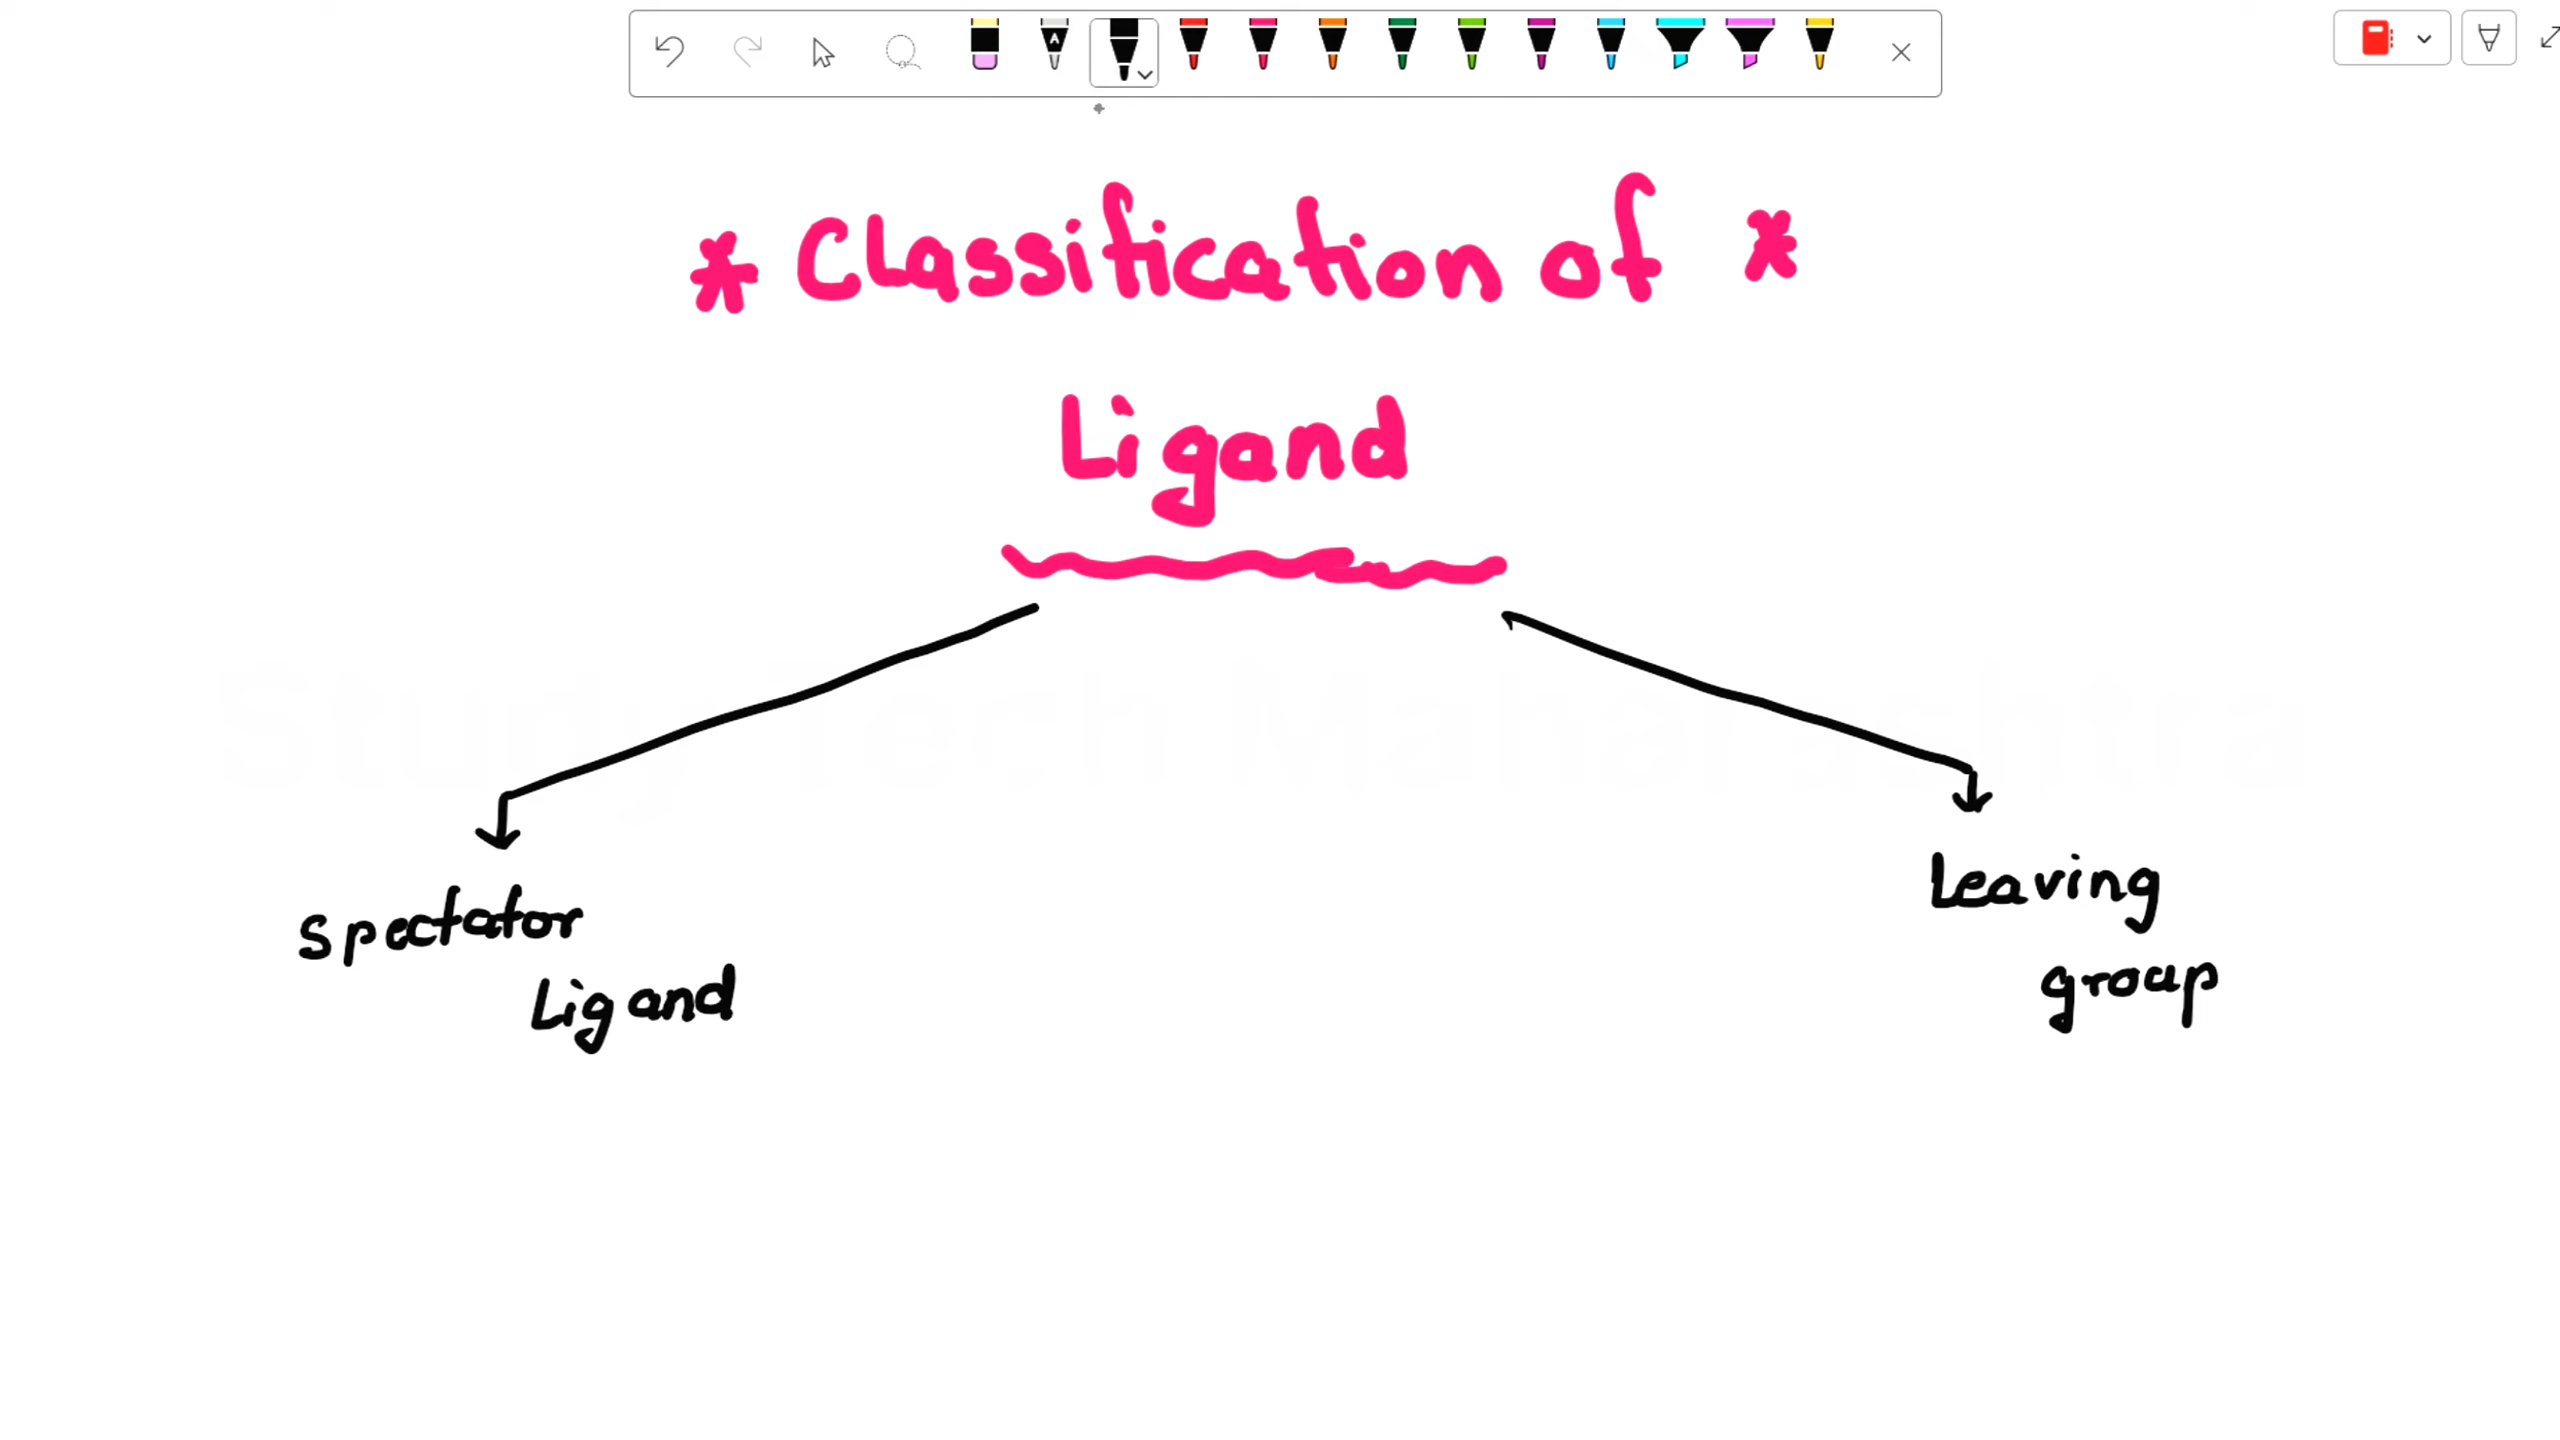 * Classification of *
Ligand
Spectator
Ligand
Leaving
group